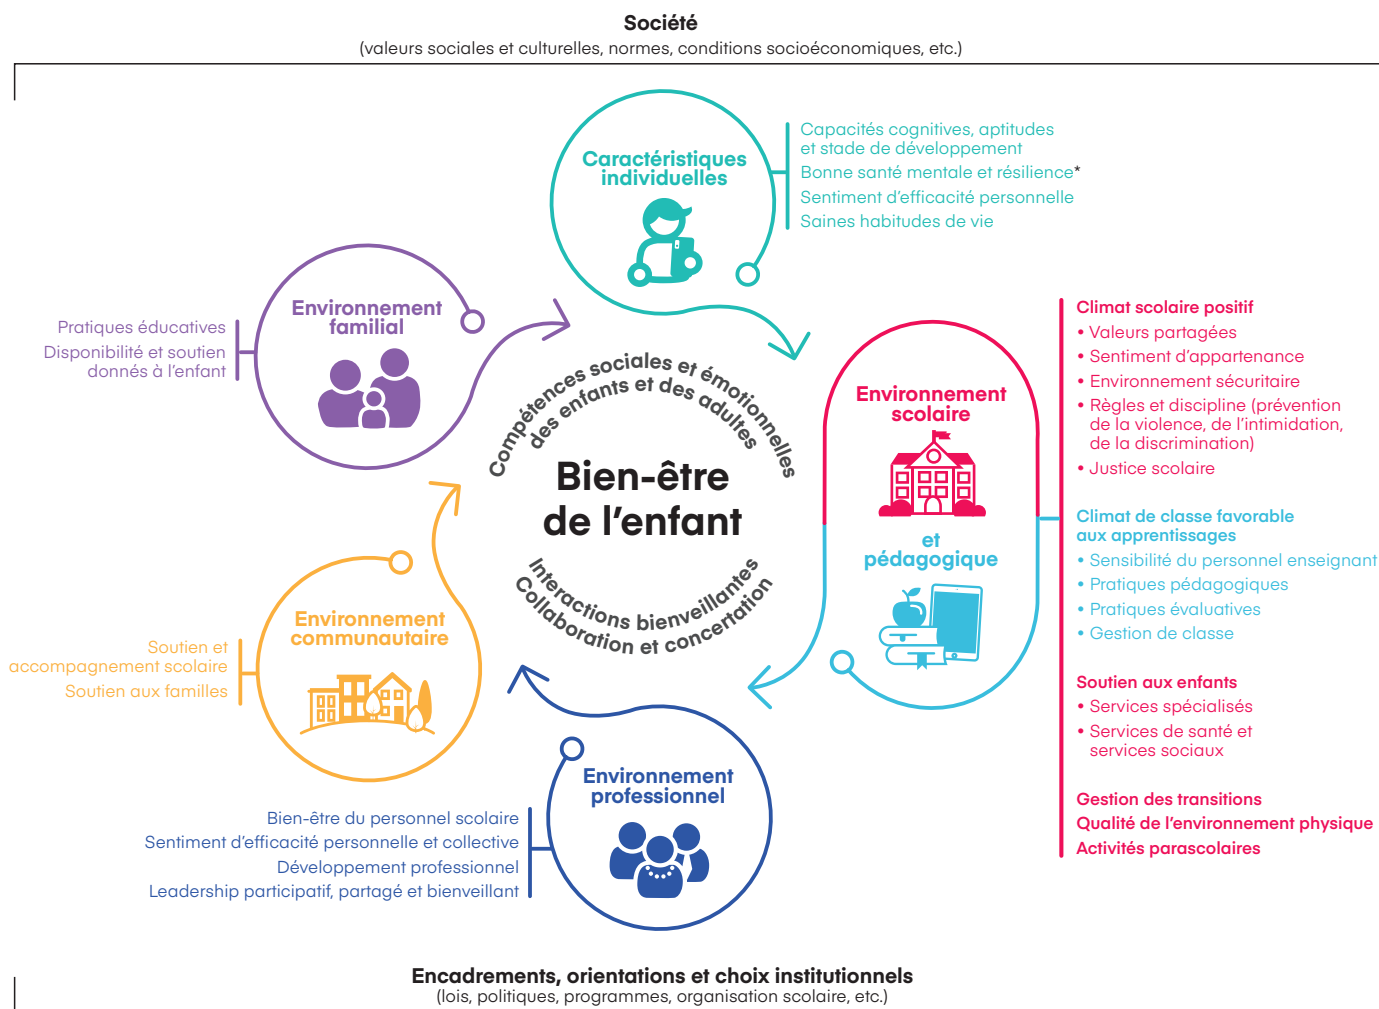 Société
(valeurs sociales et culturelles, normes, conditions socioéconomiques, etc.)
Caractéristiques
individuelles
Capacités cognitives, aptitudes
et stade de développement
Bonne santé mentale et résilience*
Sentiment d'efficacité personnelle
Saines habitudes de vie
Environnement
familial
Pratiques éducatives
Disponibilité et soutien
donnés à l'enfant
Compétences sociales et émotionnelles
des enfants et des adultes
Bien-être
de l'enfant
Interactions bienveillantes
Collaboration et concertation
Environnement
scolaire
et
pédagogique
Climat scolaire positif
• Valeurs partagées
• Sentiment d'appartenance
• Environnement sécuritaire
• Règles et discipline (prévention
de la violence, de l'intimidation,
de la discrimination)
• Justice scolaire
Climat de classe favorable
aux apprentissages
• Sensibilité du personnel enseignant
• Pratiques pédagogiques
• Pratiques évaluatives
• Gestion de classe
Soutien aux enfants
• Services spécialisés
• Services de santé et
services sociaux
Gestion des transitions
Qualité de l'environnement physique
Activités parascolaires
Environnement
communautaire
Soutien et
accompagnement scolaire
Soutien aux familles
Environnement
professionnel
Bien-être du personnel scolaire
Sentiment d'efficacité personnelle et collective
Développement professionnel
Leadership participatif, partagé et bienveillant
Encadrements, orientations et choix institutionnels
(lois, politiques, programmes, organisation scolaire, etc.)